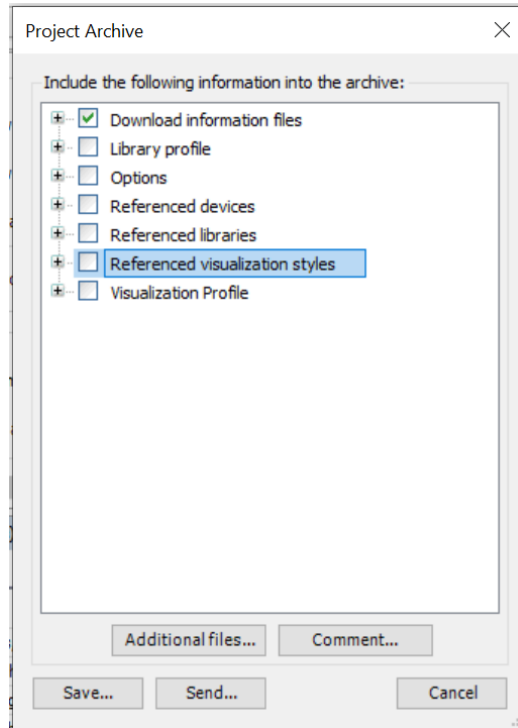 Project Archive
Include the following information into the archive:
Download information files
Library profile
Options
Referenced devices
Referenced libraries
Referenced visualization styles
Visualization Profile
Additional files...
Comment...
Save...
Send...
Cancel